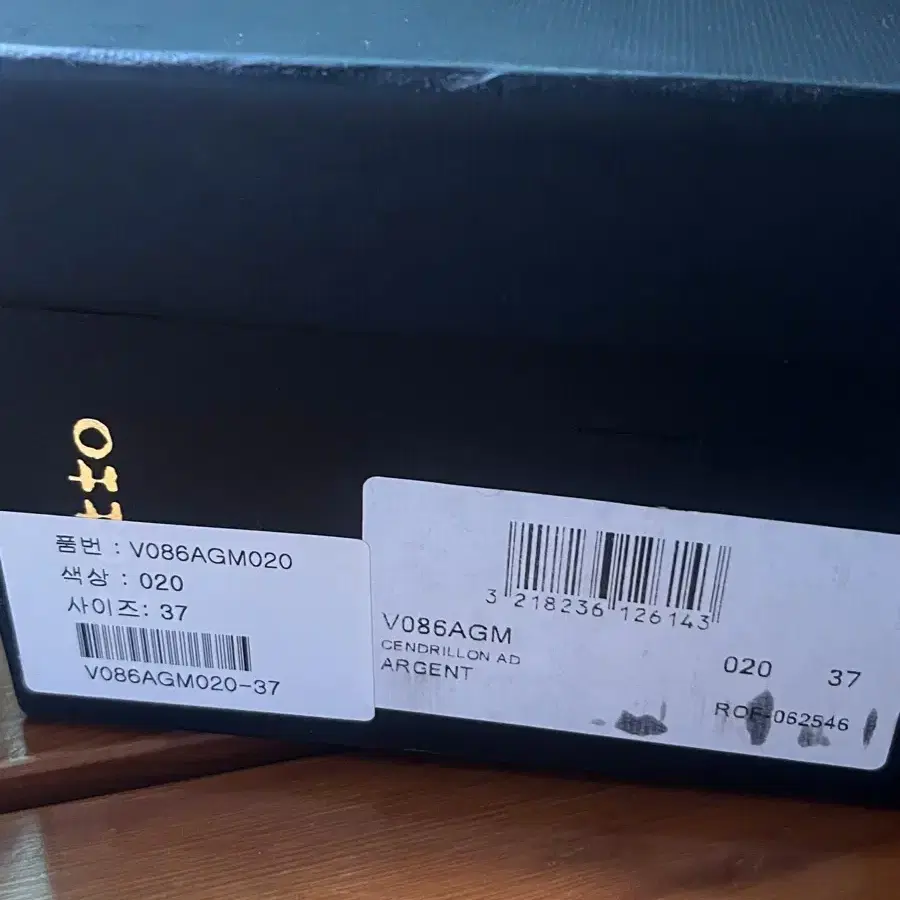 품번 : V086AGM020
색상 : 020
사이즈: 37
V086AGM020-37
3 218236 126143
V086AGM
CENDRILLON AD
ARGENT
020 37
ROF-062546